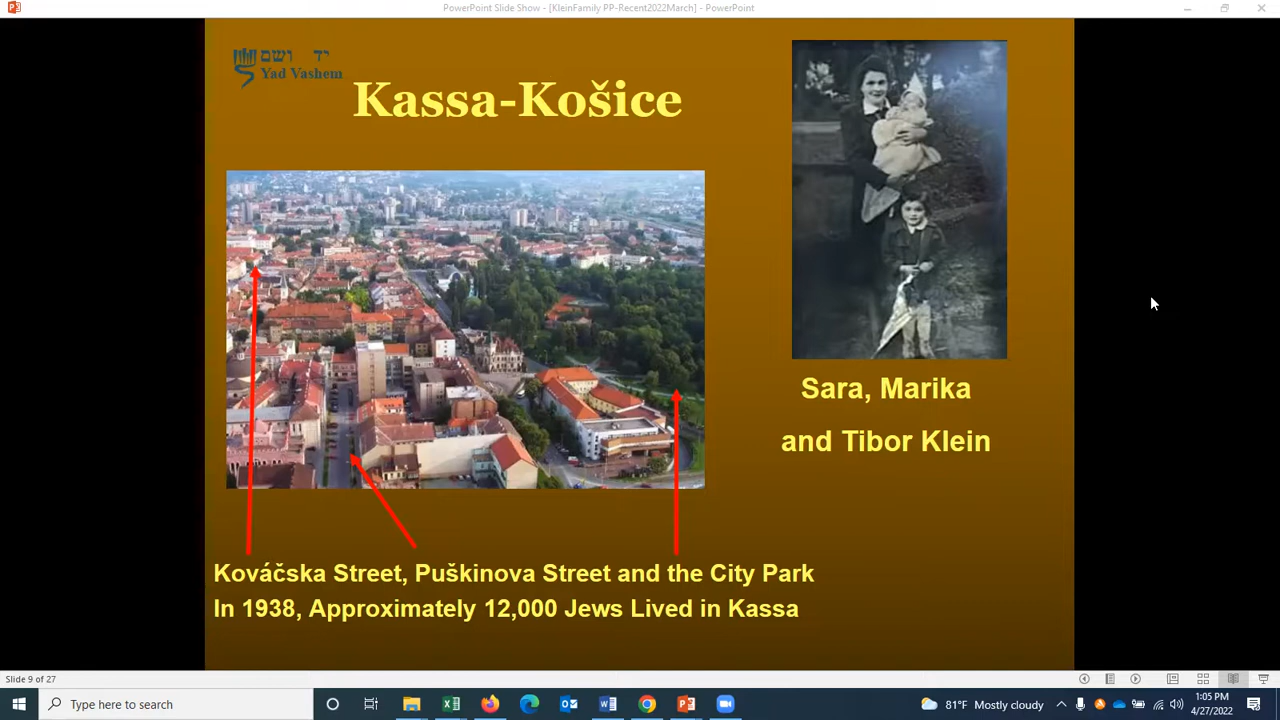 PowerPoint Slide Show - [KleinFamily PP-Recent2022March] - PowerPoint
יד ושם
Yad Vashem
Kassa-Košice
Sara, Marika
and Tibor Klein
Kováčska Street, Puškinova Street and the City Park
In 1938, Approximately 12,000 Jews Lived in Kassa
Slide 9 of 27
Type here to search
81°F Mostly cloudy
1:05 PM
4/27/2022